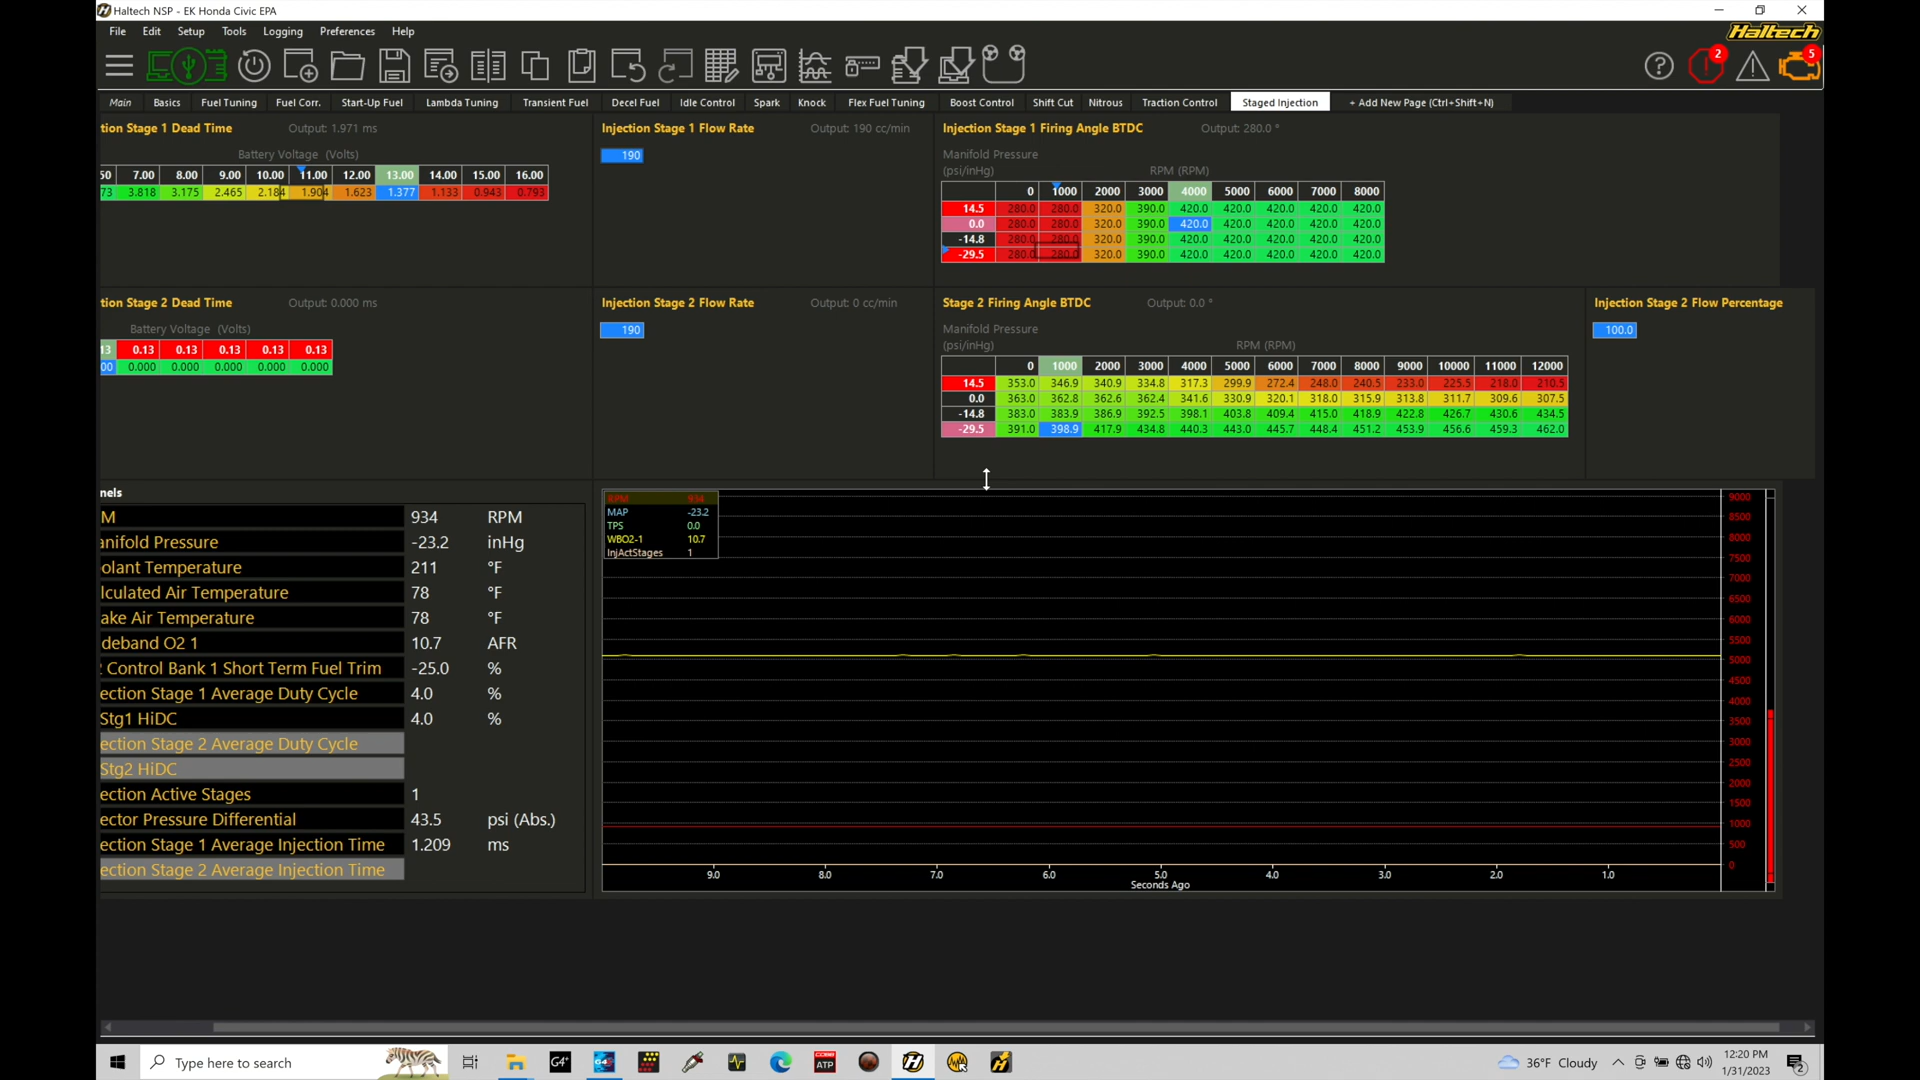 Haltech NSP - EK Honda Civic EPA
File Edit Setup Tools Logging Preferences Help
Haltech
2 5
Main Basics Fuel Tuning Fuel Corr. Start-Up Fuel Lambda Tuning Transient Fuel Decel Fuel Idle Control Spark Knock Flex Fuel Tuning Boost Control Shift Cut Nitrous Traction Control Staged Injection + Add New Page (Ctrl+Shift+N)
tion Stage 1 Dead Time Output: 1.971 ms
Battery Voltage (Volts)
50 7.00 8.00 9.00 10.00 11.00 12.00 13.00 14.00 15.00 16.00
73 3.818 3.175 2.465 2.184 1.904 1.623 1.377 1.133 0.943 0.793
Injection Stage 1 Flow Rate Output: 190 cc/min
190
Injection Stage 1 Firing Angle BTDC Output: 280.0 °
Manifold Pressure
(psi/inHg) RPM (RPM)
0 1000 2000 3000 4000 5000 6000 7000 8000
14.5 280.0 280.0 320.0 390.0 420.0 420.0 420.0 420.0 420.0
0.0 280.0 280.0 320.0 390.0 420.0 420.0 420.0 420.0 420.0
-14.8 280.0 280.0 320.0 390.0 420.0 420.0 420.0 420.0 420.0
-29.5 280.0 280.0 320.0 390.0 420.0 420.0 420.0 420.0 420.0
tion Stage 2 Dead Time Output: 0.000 ms
Battery Voltage (Volts)
13 0.13 0.13 0.13 0.13 0.13
00 0.000 0.000 0.000 0.000 0.000
Injection Stage 2 Flow Rate Output: 0 cc/min
190
Stage 2 Firing Angle BTDC Output: 0.0 °
Manifold Pressure
(psi/inHg) RPM (RPM)
0 1000 2000 3000 4000 5000 6000 7000 8000 9000 10000 11000 12000
14.5 353.0 346.9 340.9 334.8 317.3 299.9 272.4 248.0 240.5 233.0 225.5 218.0 210.5
0.0 363.0 362.8 362.6 362.4 341.6 330.9 320.1 318.0 315.9 313.8 311.7 309.6 307.5
-14.8 383.0 383.9 386.9 392.5 398.1 403.8 409.4 415.0 418.9 422.8 426.7 430.6 434.5
-29.5 391.0 398.9 417.9 434.8 440.3 443.0 445.7 448.4 451.2 453.9 456.6 459.3 462.0
Injection Stage 2 Flow Percentage
100.0
nels
M 934 RPM
anifold Pressure -23.2 inHg
olant Temperature 211 °F
lculated Air Temperature 78 °F
ake Air Temperature 78 °F
deband O2 1 10.7 AFR
2 Control Bank 1 Short Term Fuel Trim -25.0 %
ection Stage 1 Average Duty Cycle 4.0 %
Stg1 HiDC 4.0 %
ection Stage 2 Average Duty Cycle
Stg2 HiDC
ection Active Stages 1
ector Pressure Differential 43.5 psi (Abs.)
ection Stage 1 Average Injection Time 1.209 ms
ection Stage 2 Average Injection Time
RPM 934
MAP -23.2
TPS 0.0
WBO2-1 10.7
InjActStages 1
9000
8500
8000
7500
7000
6500
6000
5500
5000
4500
4000
3500
3000
2500
2000
1500
1000
500
0
9.0 8.0 7.0 6.0 5.0 4.0 3.0 2.0 1.0
Seconds Ago
Type here to search
G4+
COBB
ATP
36°F Cloudy
12:20 PM
1/31/2023
2